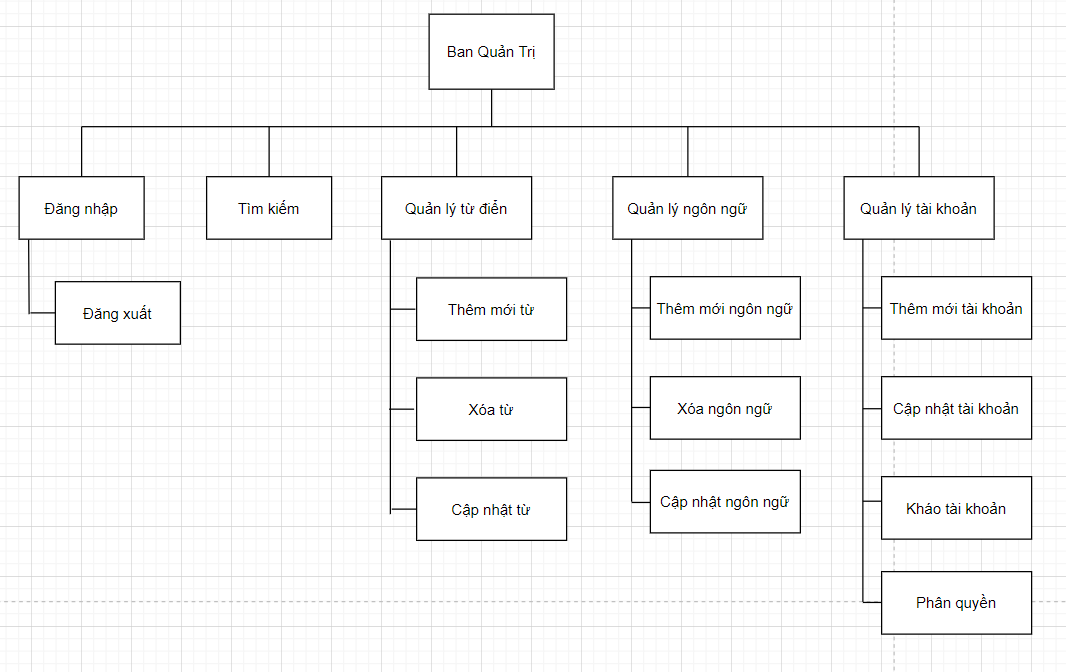 Ban Quản Trị
Đăng nhập
Tìm kiếm
Quản lý từ điển
Quản lý ngôn ngữ
Quản lý tài khoản
Đăng xuất
Thêm mới từ
Xóa từ
Cập nhật từ
Thêm mới ngôn ngữ
Xóa ngôn ngữ
Cập nhật ngôn ngữ
Thêm mới tài khoản
Cập nhật tài khoản
Kháo tài khoản
Phân quyền